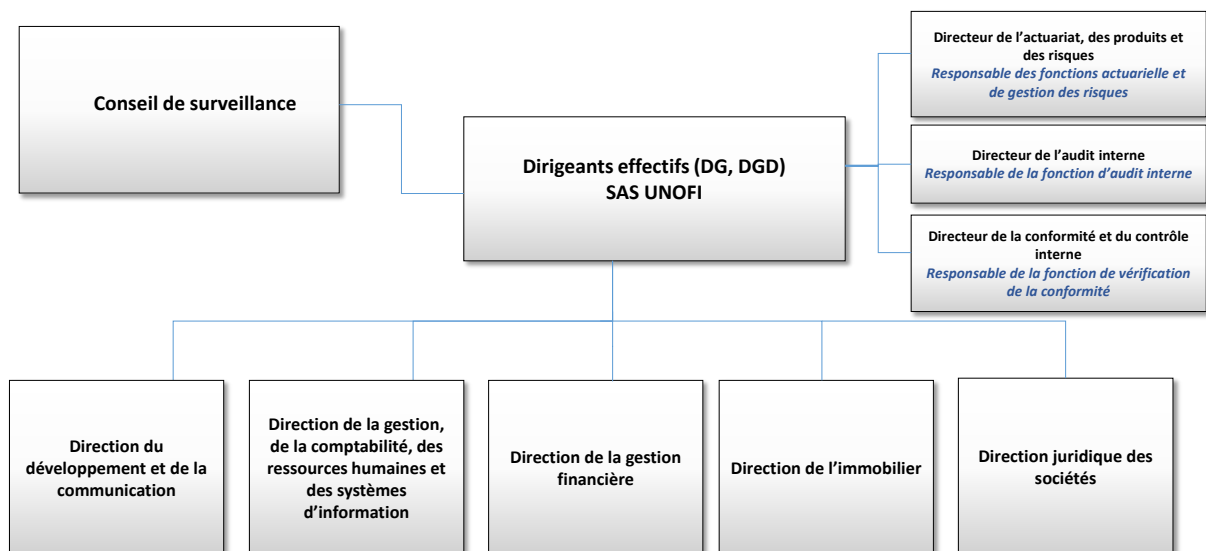 Conseil de surveillance
Dirigeants effectifs (DG, DGD)
SAS UNOFI
Directeur de l’actuariat, des produits et
des risques
Responsable des fonctions actuarielle et
de gestion des risques
Directeur de l’audit interne
Responsable de la fonction d’audit interne
Directeur de la conformité et du contrôle
interne
Responsable de la fonction de vérification
de la conformité
Direction du
développement et de la
communication
Direction de la gestion,
de la comptabilité, des
ressources humaines et
des systèmes
d’information
Direction de la gestion
financière
Direction de l’immobilier
Direction juridique des
sociétés